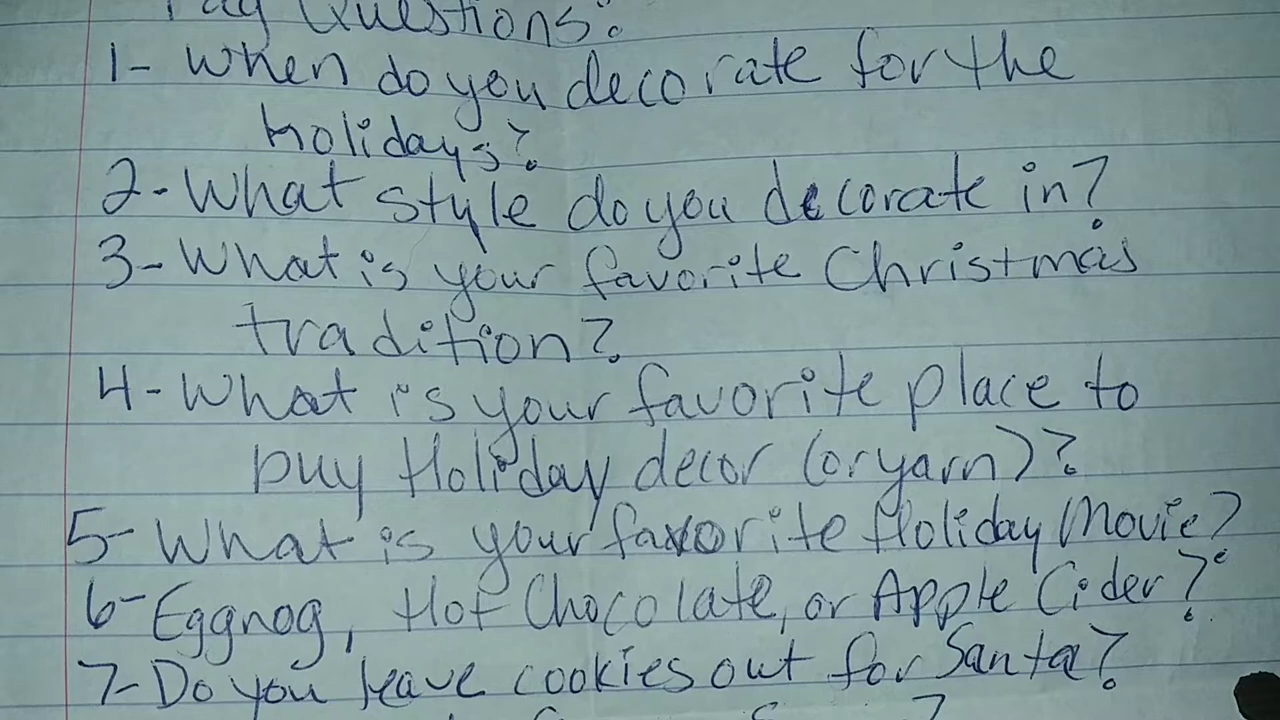 Tag Questions:
1- When do you decorate for the
holidays?
2- What style do you decorate in?
3- What is your favorite Christmas
tradition?
4- What is your favorite place to
buy Holiday decor (or yarn)?
5- What is your favorite Holiday Movie?
6- Eggnog, Hot Chocolate, or Apple Cider?
7- Do you leave cookies out for Santa?